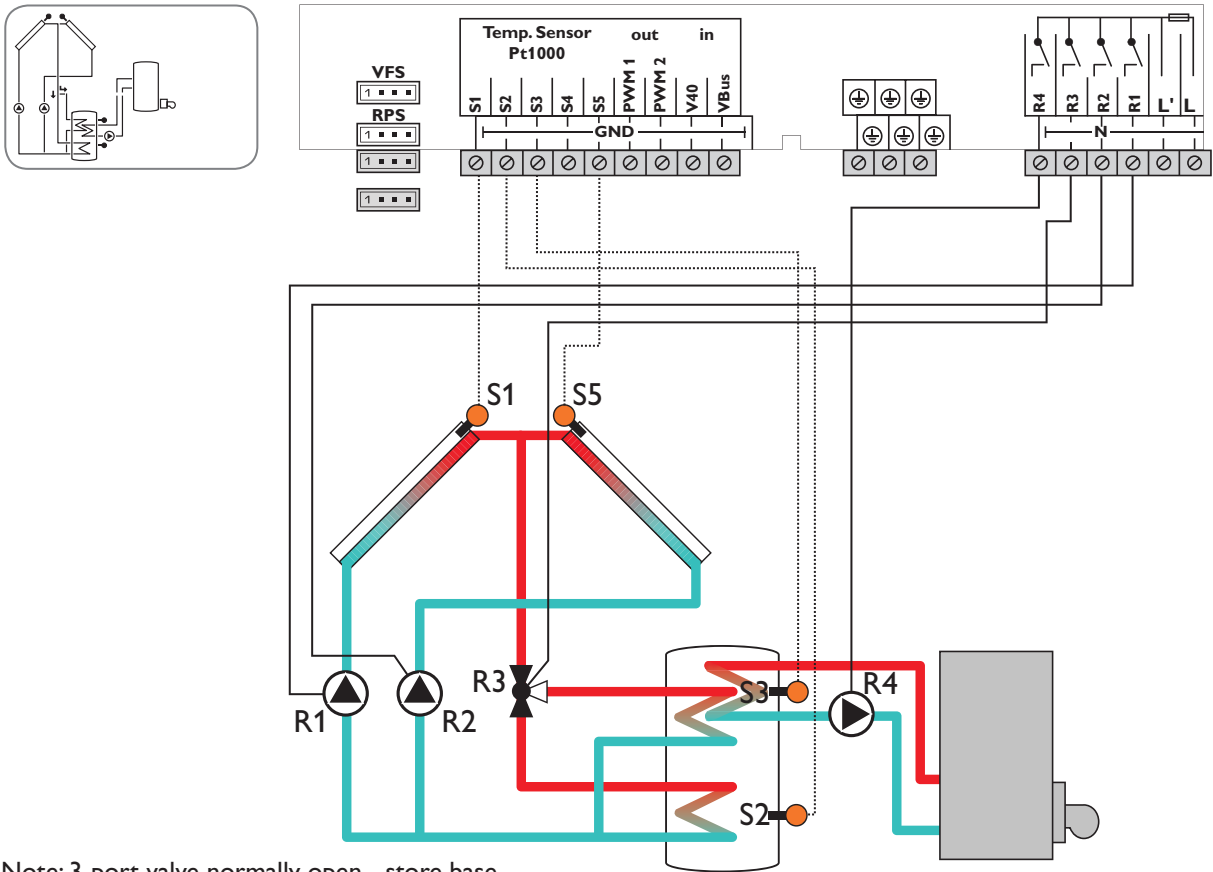 Temp. Sensor
Pt1000
out
in
VFS
1
RPS
1
1
1
S1
S2
S3
S4
S5
PWM 1
PWM 2
V40
VBus
GND
R4
R3
R2
R1
L'
L
N
S1
S5
R3
R1
R2
S3
R4
S2
Note: 3-port valve normally open - store base